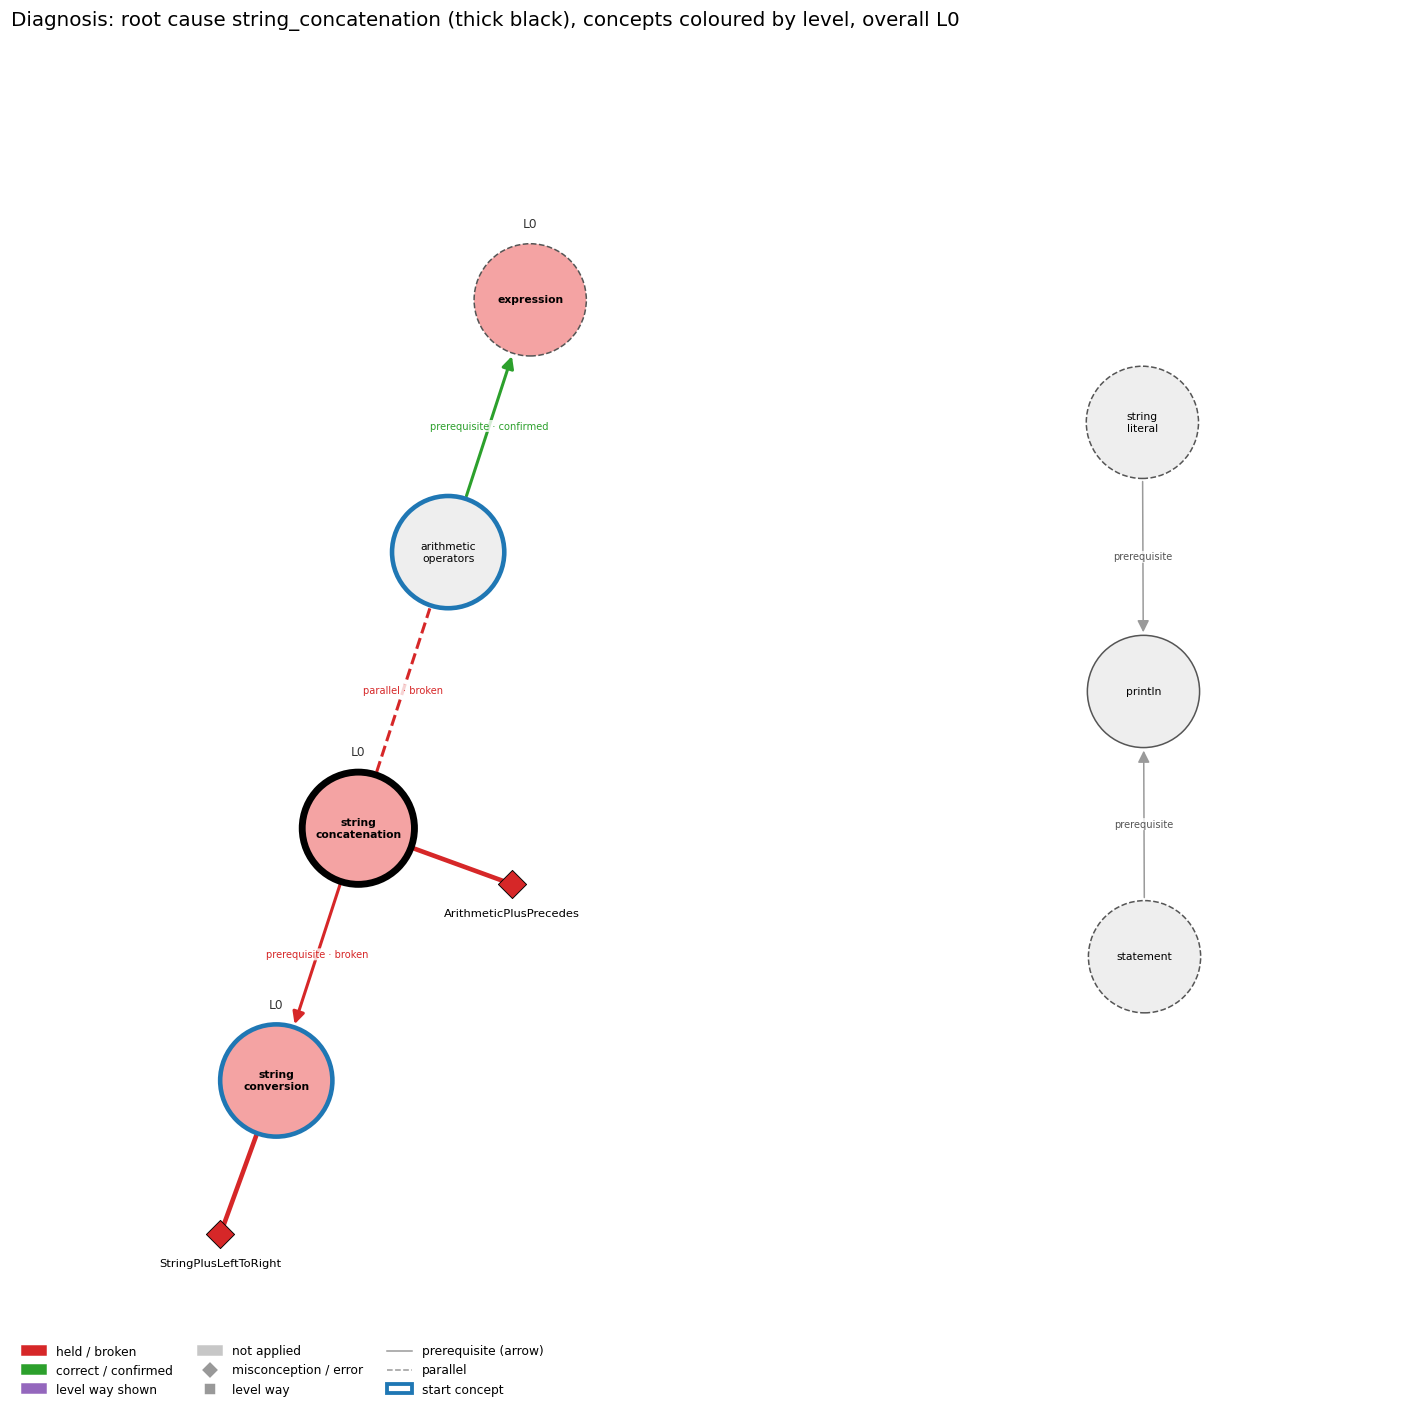 Diagnosis: root cause string_concatenation (thick black), concepts coloured by level, overall L0
L0
expression
prerequisite · confirmed
string
literal
arithmetic
operators
prerequisite
parallel · broken
println
L0
string
concatenation
prerequisite
ArithmeticPlusPrecedes
prerequisite · broken
statement
L0
string
conversion
StringPlusLeftToRight
held / broken
correct / confirmed
level way shown
not applied
misconception / error
level way
prerequisite (arrow)
parallel
start concept